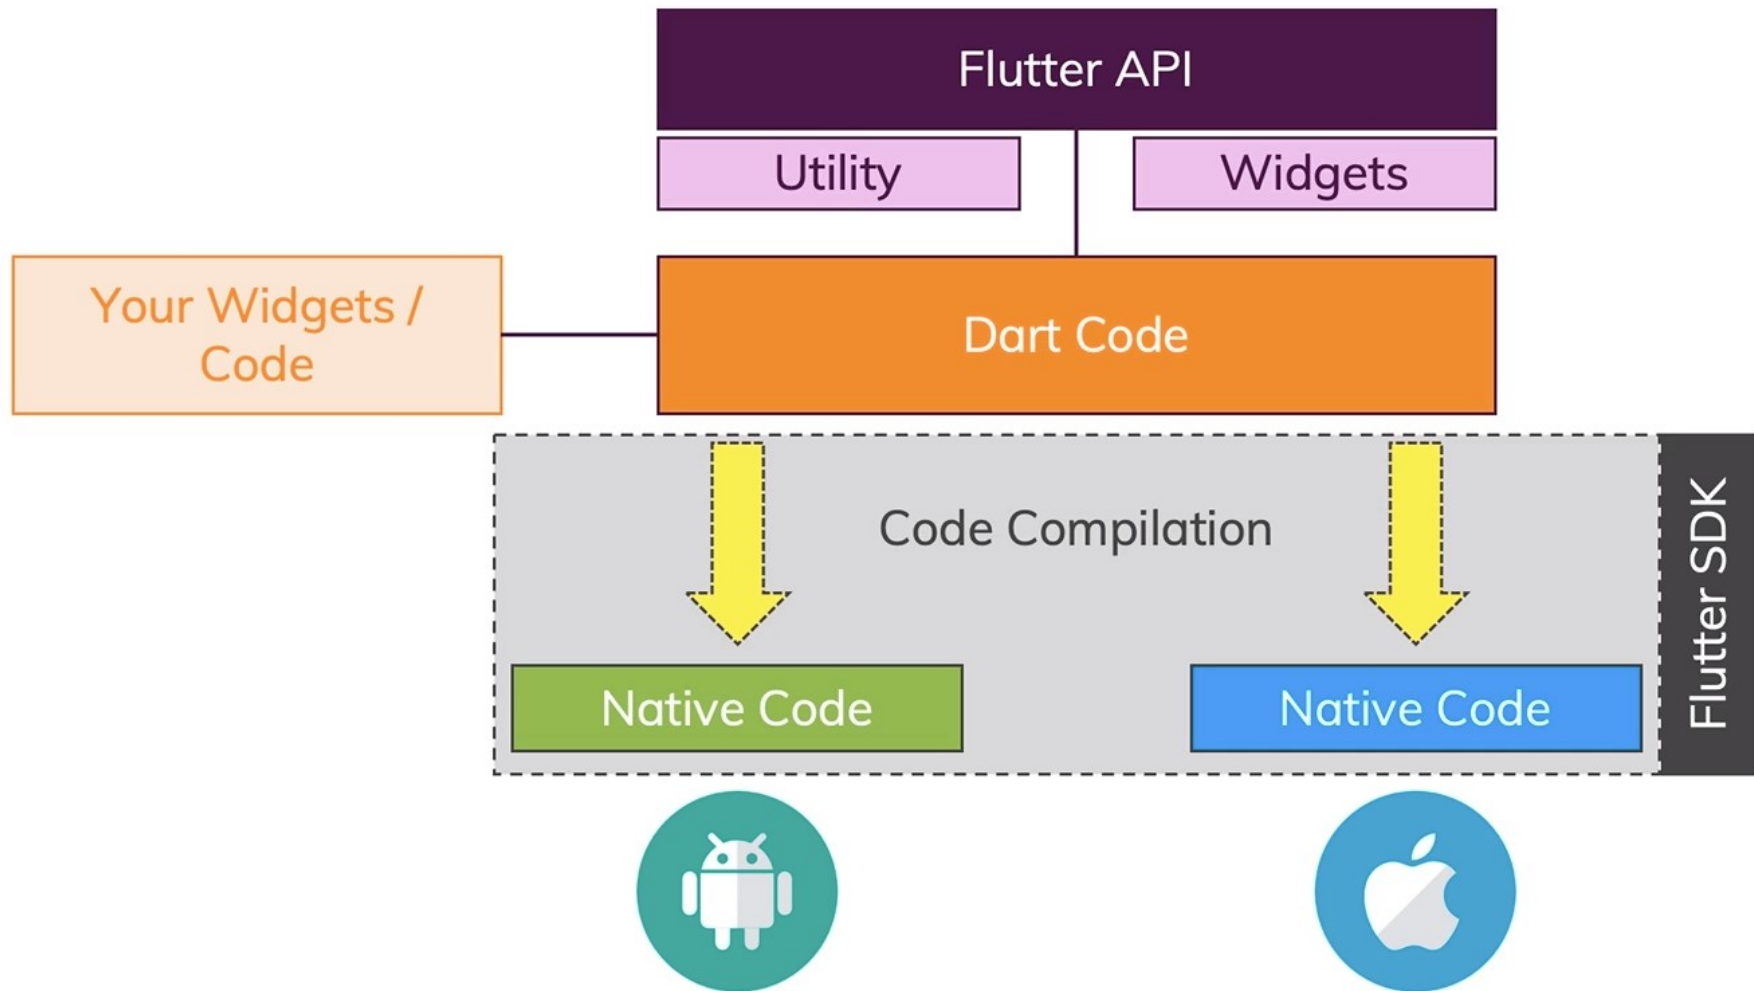 Flutter API
Utility
Widgets
Your Widgets /
Code
Dart Code
Code Compilation
Flutter SDK
Native Code
Native Code